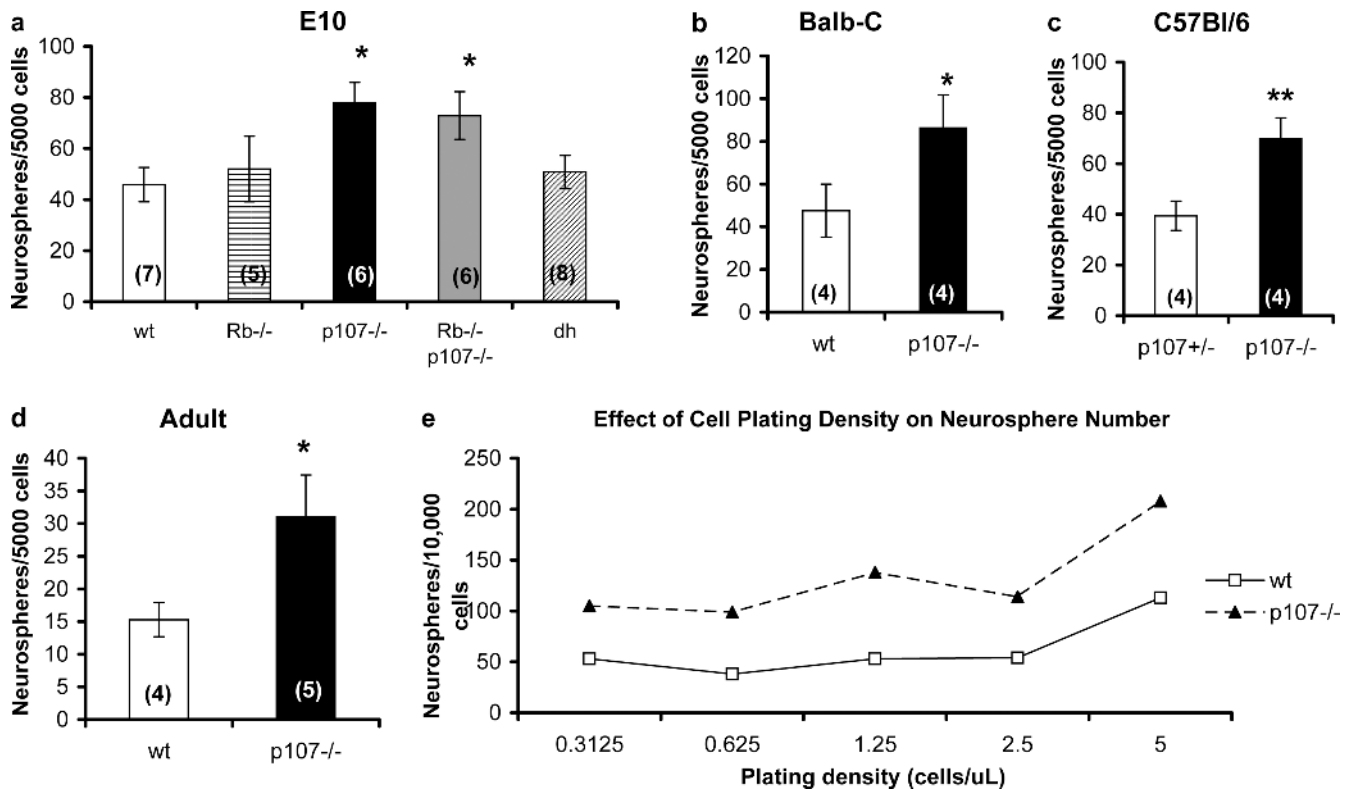 a
E10
Neurospheres/5000 cells
100
80
60
40
20
0
*
*
(7)
(5)
(6)
(6)
(8)
wt
Rb-/-
p107-/-
Rb-/-
p107-/-
dh
b
Balb-C
Neurospheres/5000 cells
120
100
80
60
40
20
0
*
(4)
(4)
wt
p107-/-
c
C57Bl/6
Neurospheres/5000 cells
100
80
60
40
20
0
**
(4)
(4)
p107+/-
p107-/-
d
Adult
Neurospheres/5000 cells
40
35
30
25
20
15
10
5
0
*
(4)
(5)
wt
p107-/-
e
Effect of Cell Plating Density on Neurosphere Number
Neurospheres/10,000
cells
250
200
150
100
50
0
0.3125
0.625
1.25
2.5
5
Plating density (cells/uL)
wt
p107-/-